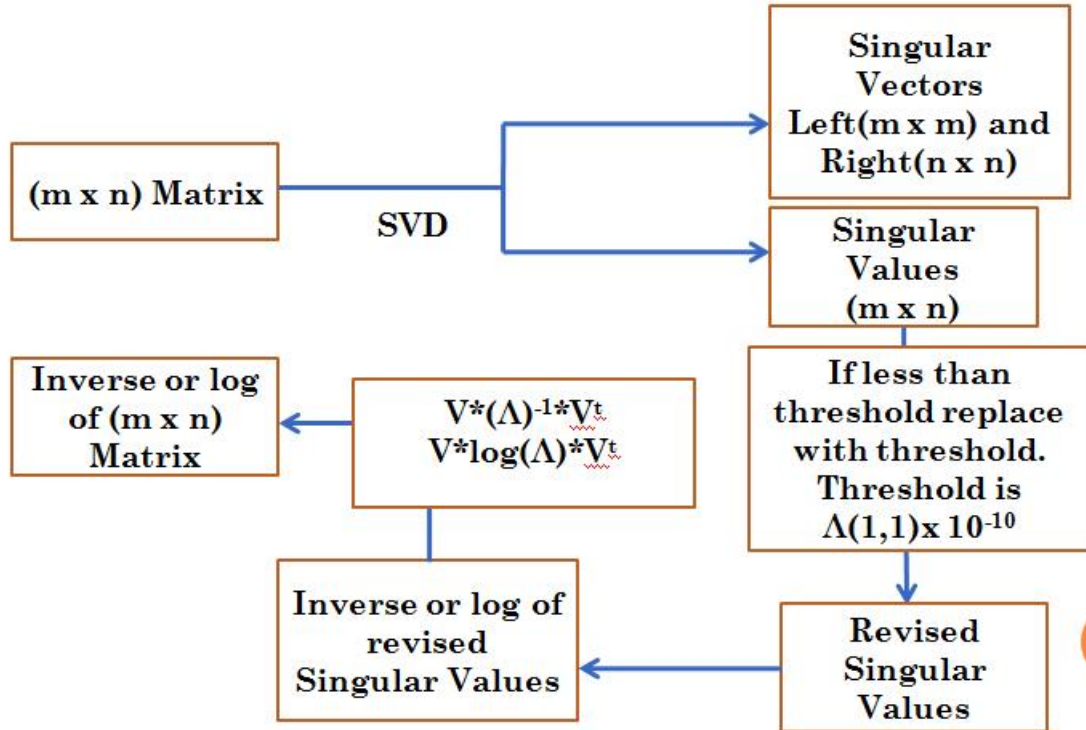 (m x n) Matrix
SVD
Singular
Vectors
Left(m x m) and
Right(n x n)
Singular
Values
(m x n)
If less than
threshold replace
with threshold.
Threshold is
Λ(1,1)x 10⁻¹⁰
Revised
Singular
Values
Inverse or log of
revised
Singular Values
V*(Λ)⁻¹*Vᵗ
V*log(Λ)*Vᵗ
Inverse or log
of (m x n)
Matrix